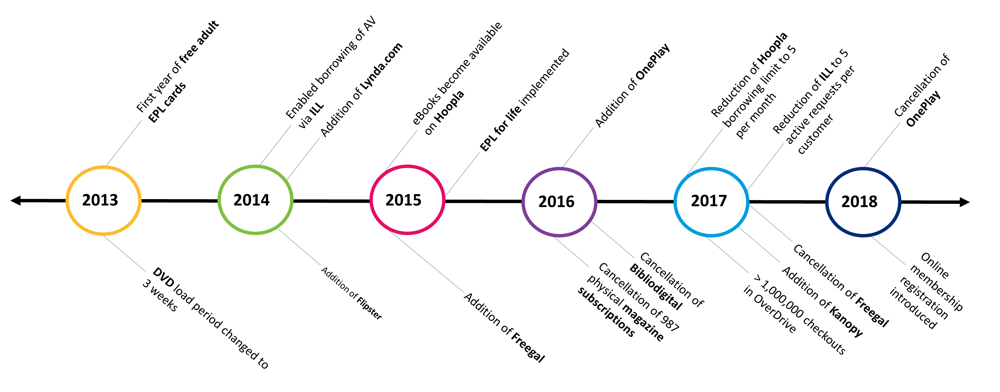 First year of free adult
EPL cards
Enabled borrowing of AV
via ILL
Addition of Lynda.com
eBooks become available
on Hoopla
EPL for life implemented
Addition of OnePlay
Reduction of Hoopla
borrowing limit to 5
per month
Reduction of ILL to 5
active requests per
customer
Cancellation of
OnePlay
2013
2014
2015
2016
2017
2018
DVD load period changed to
3 weeks
Addition of Flipster
Addition of Freegal
Cancellation of 987
physical magazine
subscriptions
Cancellation of
Bibliodigital
> 1,000,000 checkouts
in OverDrive
Addition of Kanopy
Cancellation of Freegal
Online
membership
registration
introduced